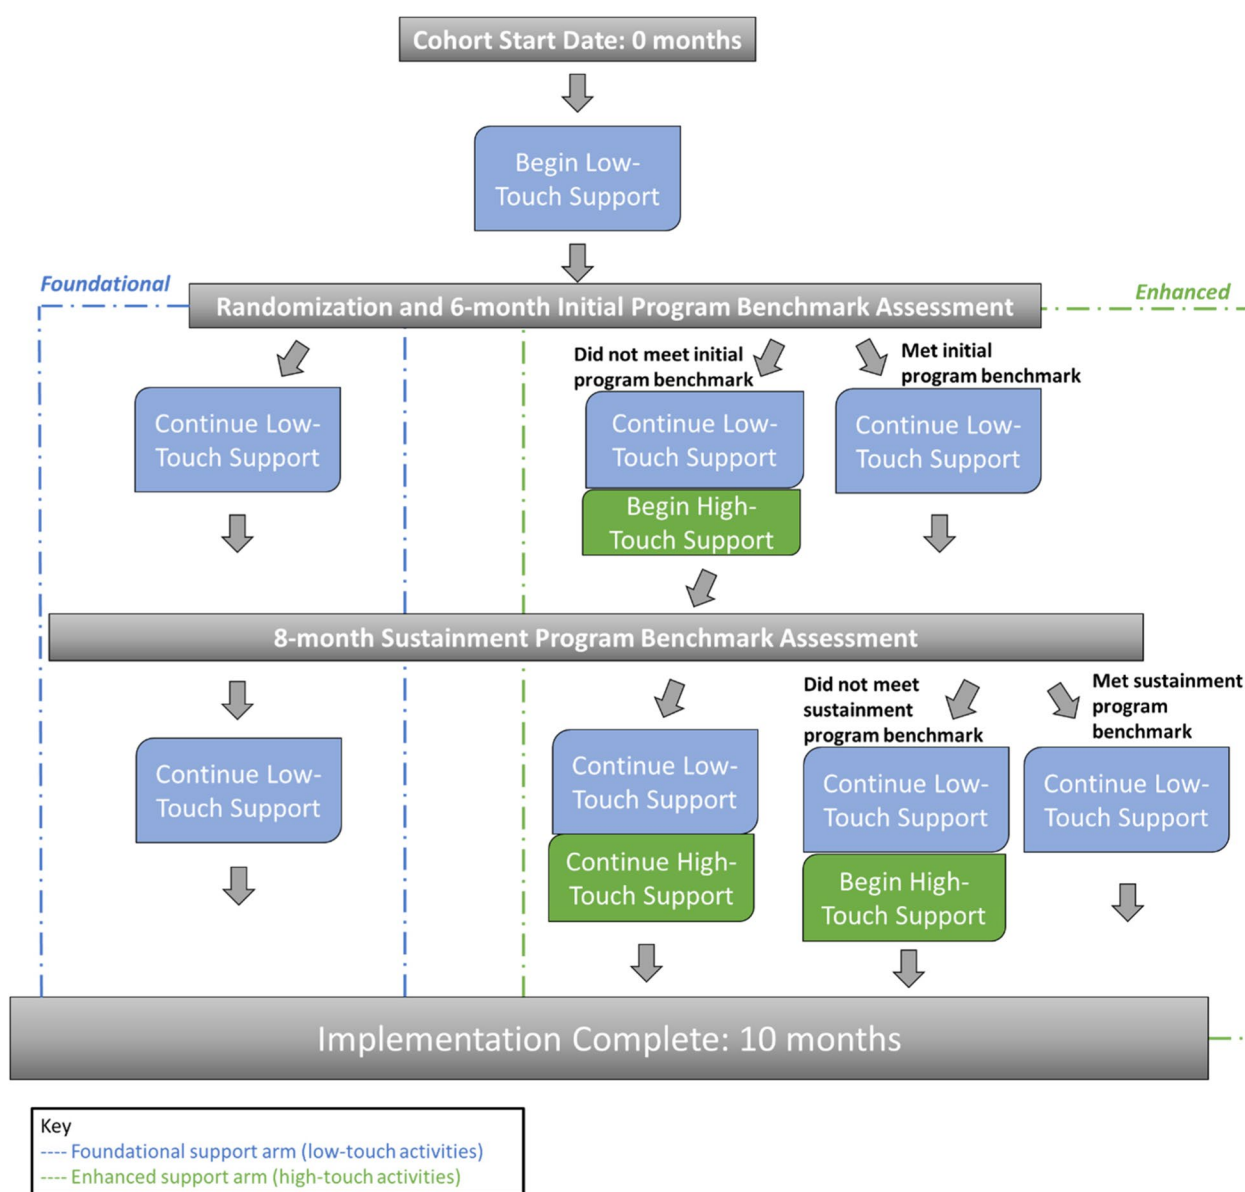 Cohort Start Date: 0 months
Begin Low-
Touch Support
Foundational
Enhanced
Randomization and 6-month Initial Program Benchmark Assessment
Did not meet initial
program benchmark
Met initial
program benchmark
Continue Low-
Touch Support
Continue Low-
Touch Support
Begin High-
Touch Support
Continue Low-
Touch Support
8-month Sustainment Program Benchmark Assessment
Did not meet
sustainment
program benchmark
Met sustainment
program
benchmark
Continue Low-
Touch Support
Continue Low-
Touch Support
Continue High-
Touch Support
Continue Low-
Touch Support
Begin High-
Touch Support
Continue Low-
Touch Support
Implementation Complete: 10 months
Key
---- Foundational support arm (low-touch activities)
---- Enhanced support arm (high-touch activities)